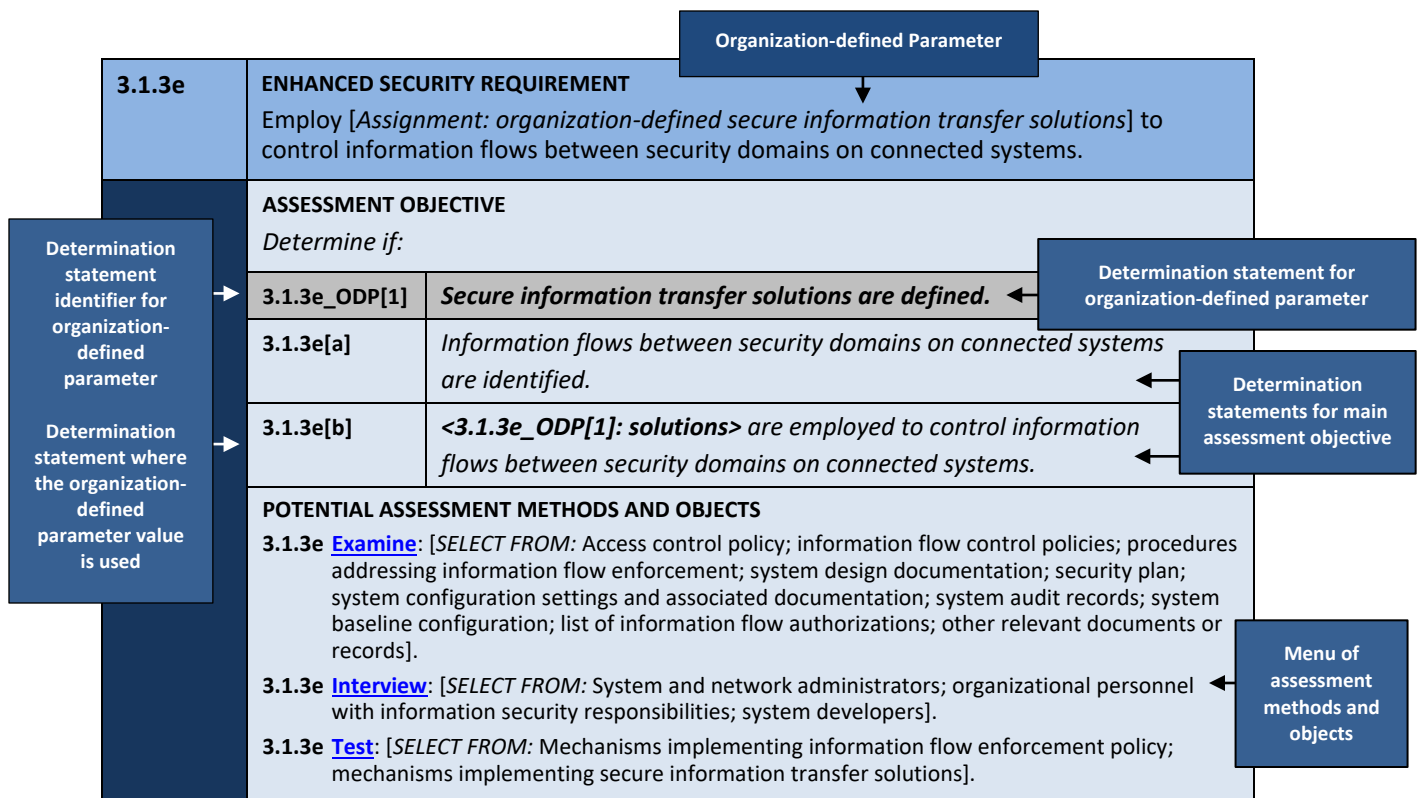 Organization-defined Parameter
3.1.3e
ENHANCED SECURITY REQUIREMENT
Employ [Assignment: organization-defined secure information transfer solutions] to
control information flows between security domains on connected systems.
ASSESSMENT OBJECTIVE
Determine if:
Determination
statement
identifier for
organization-
defined
parameter
Determination
statement where
the organization-
defined
parameter value
is used
3.1.3e_ODP[1]
Secure information transfer solutions are defined.
Determination statement for
organization-defined parameter
3.1.3e[a]
Information flows between security domains on connected systems
are identified.
Determination
statements for main
assessment objective
3.1.3e[b]
<3.1.3e_ODP[1]: solutions> are employed to control information
flows between security domains on connected systems.
POTENTIAL ASSESSMENT METHODS AND OBJECTS
3.1.3e Examine: [SELECT FROM: Access control policy; information flow control policies; procedures
addressing information flow enforcement; system design documentation; security plan;
system configuration settings and associated documentation; system audit records; system
baseline configuration; list of information flow authorizations; other relevant documents or
records].
3.1.3e Interview: [SELECT FROM: System and network administrators; organizational personnel
with information security responsibilities; system developers].
3.1.3e Test: [SELECT FROM: Mechanisms implementing information flow enforcement policy;
mechanisms implementing secure information transfer solutions].
Menu of
assessment
methods and
objects